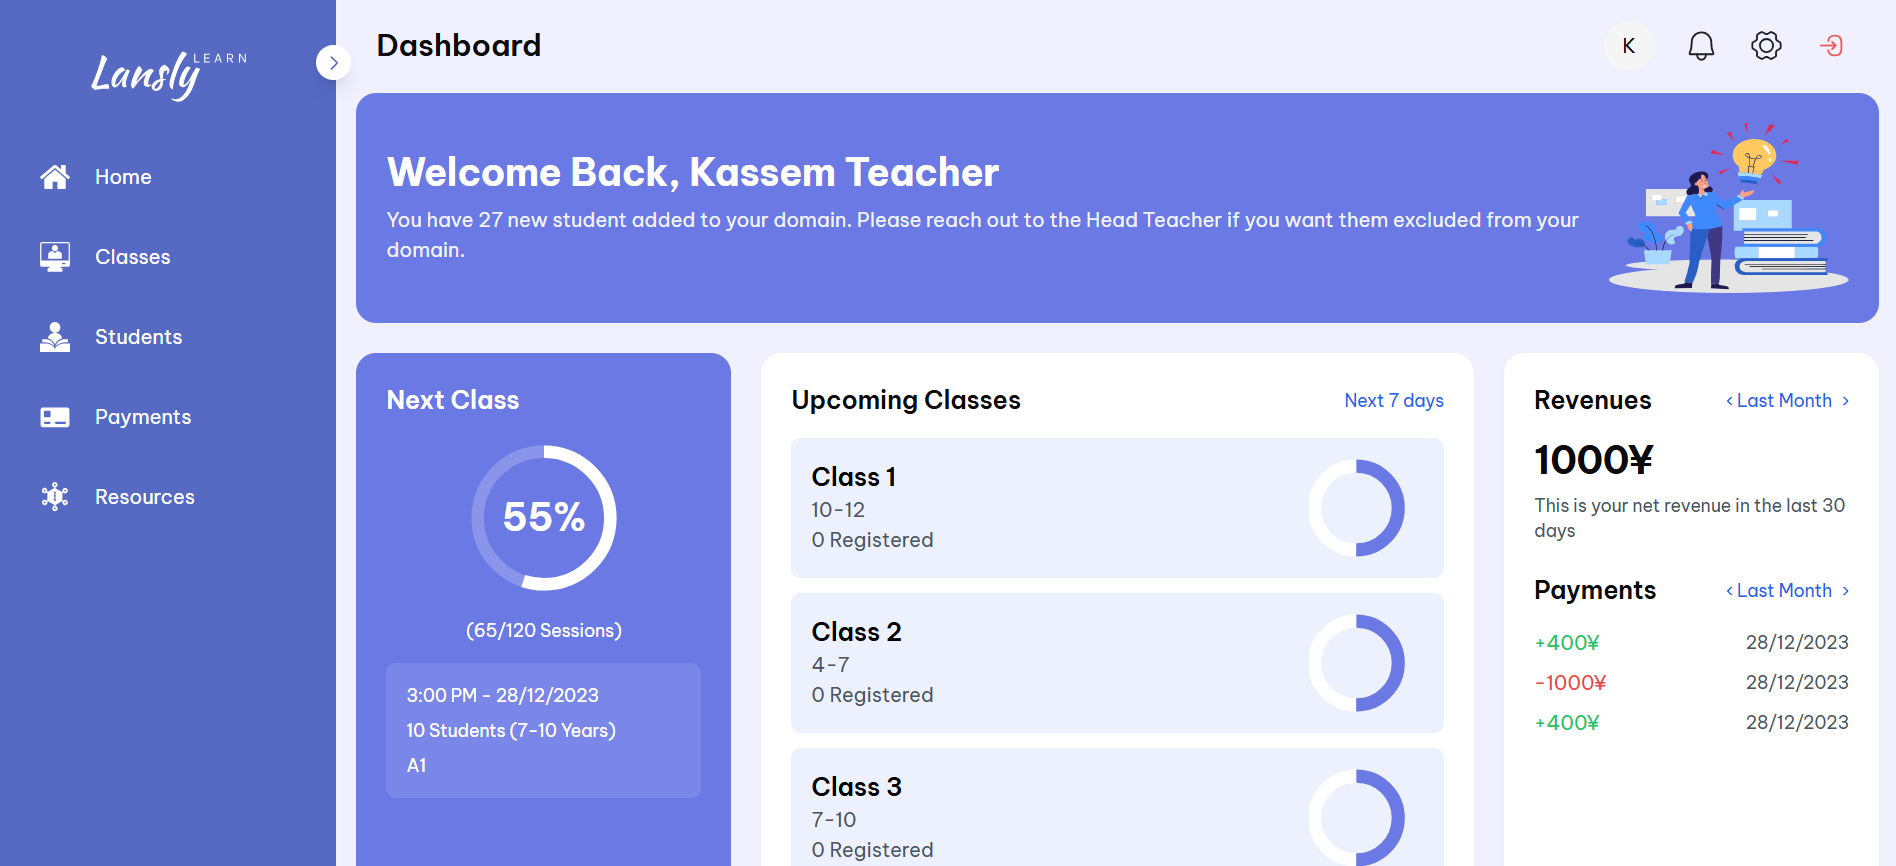 Lansly LEARN
Home
Classes
Students
Payments
Resources
Dashboard
K
Welcome Back, Kassem Teacher
You have 27 new student added to your domain. Please reach out to the Head Teacher if you want them excluded from your
domain.
Next Class
55%
(65/120 Sessions)
3:00 PM - 28/12/2023
10 Students (7-10 Years)
A1
Upcoming Classes
Next 7 days
Class 1
10-12
0 Registered
Class 2
4-7
0 Registered
Class 3
7-10
0 Registered
Revenues
‹ Last Month ›
1000¥
This is your net revenue in the last 30
days
Payments
‹ Last Month ›
+400¥ 28/12/2023
-1000¥ 28/12/2023
+400¥ 28/12/2023